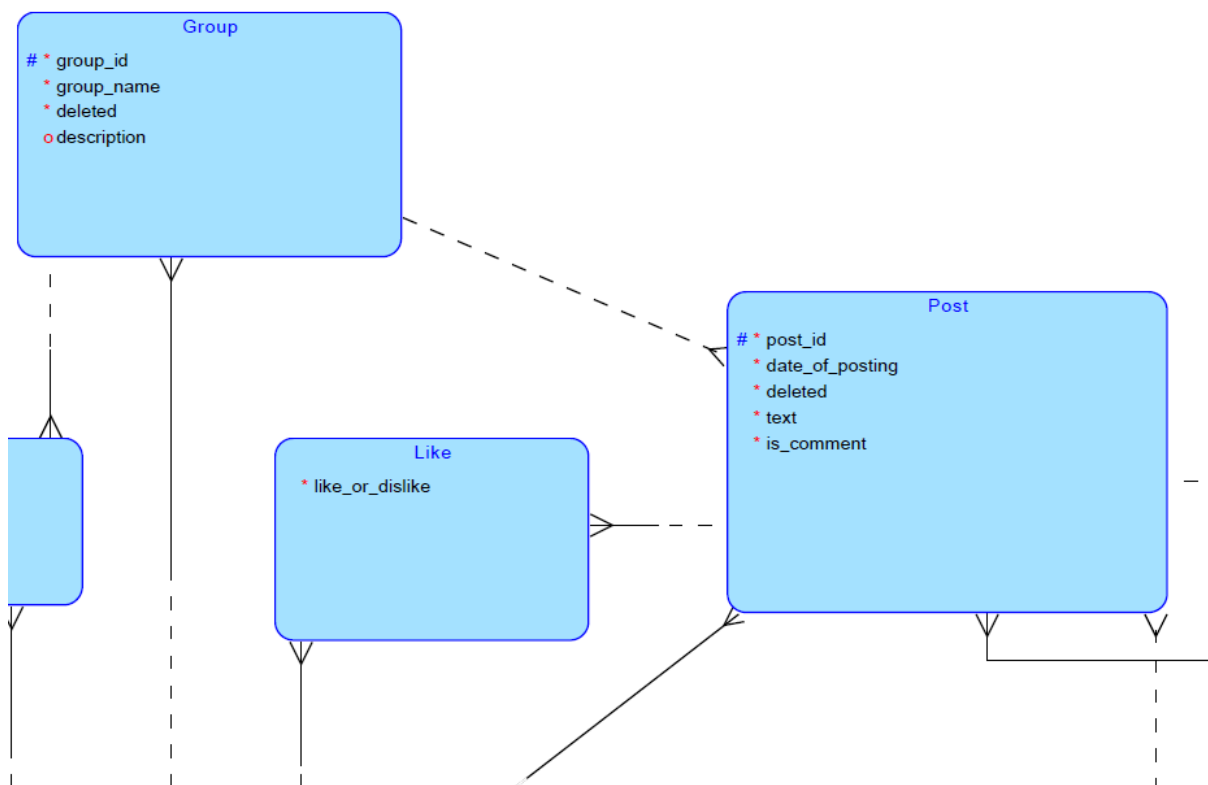 Group
# * group_id
* group_name
* deleted
o description
Post
# * post_id
* date_of_posting
* deleted
* text
* is_comment
Like
* like_or_dislike